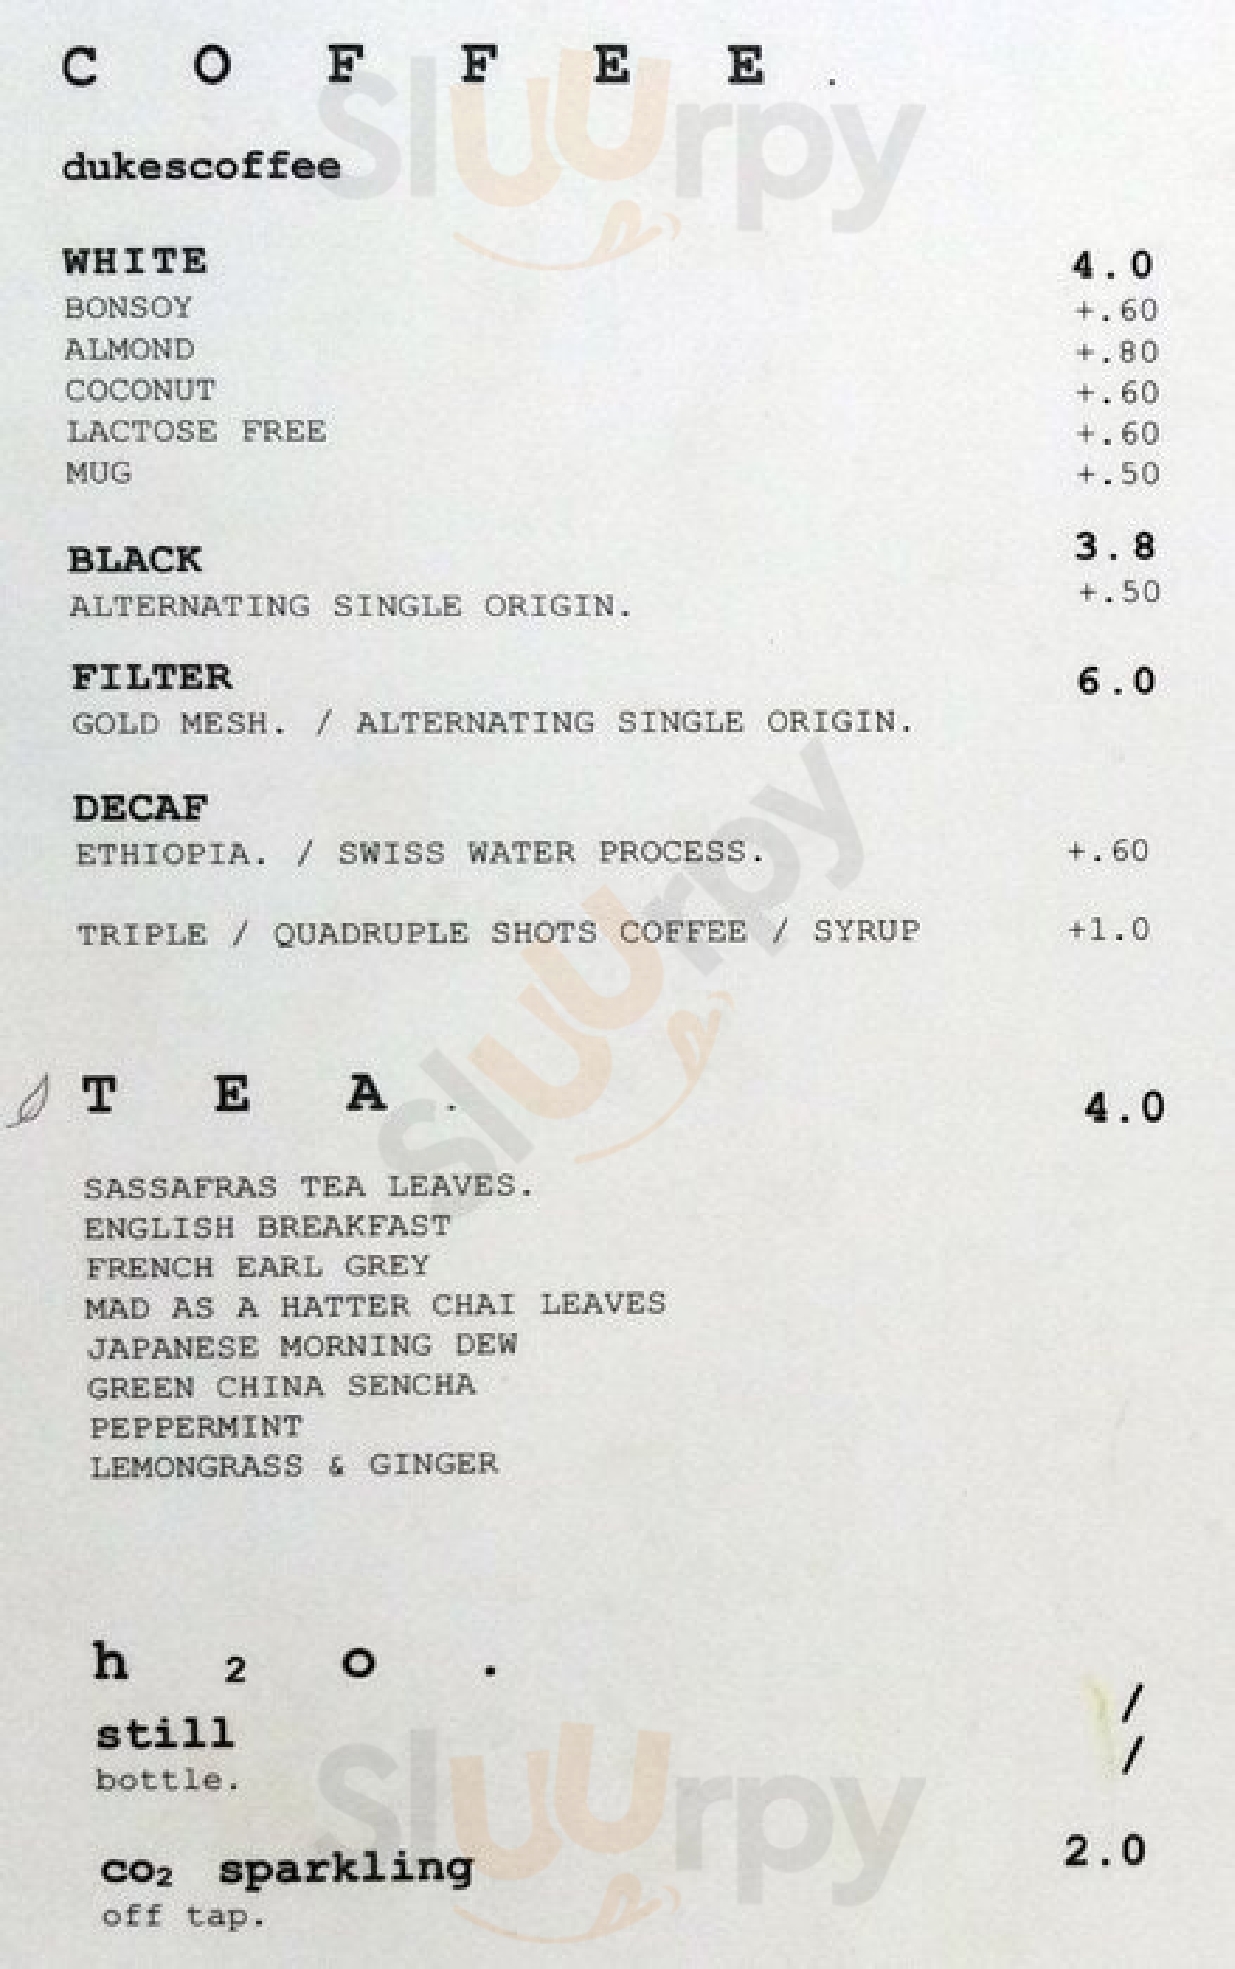 C O F F E E .
dukescoffee
WHITE 4.0
BONSOY +.60
ALMOND +.80
COCONUT +.60
LACTOSE FREE +.60
MUG +.50
BLACK 3.8
ALTERNATING SINGLE ORIGIN. +.50
FILTER 6.0
GOLD MESH. / ALTERNATING SINGLE ORIGIN.
DECAF
ETHIOPIA. / SWISS WATER PROCESS. +.60
TRIPLE / QUADRUPLE SHOTS COFFEE / SYRUP +1.0
T E A . 4.0
SASSAFRAS TEA LEAVES.
ENGLISH BREAKFAST
FRENCH EARL GREY
MAD AS A HATTER CHAI LEAVES
JAPANESE MORNING DEW
GREEN CHINA SENCHA
PEPPERMINT
LEMONGRASS & GINGER
h 2 o .
still /
bottle. /
co2 sparkling 2.0
off tap.
Sluurpy
Sluurpy
Sluurpy